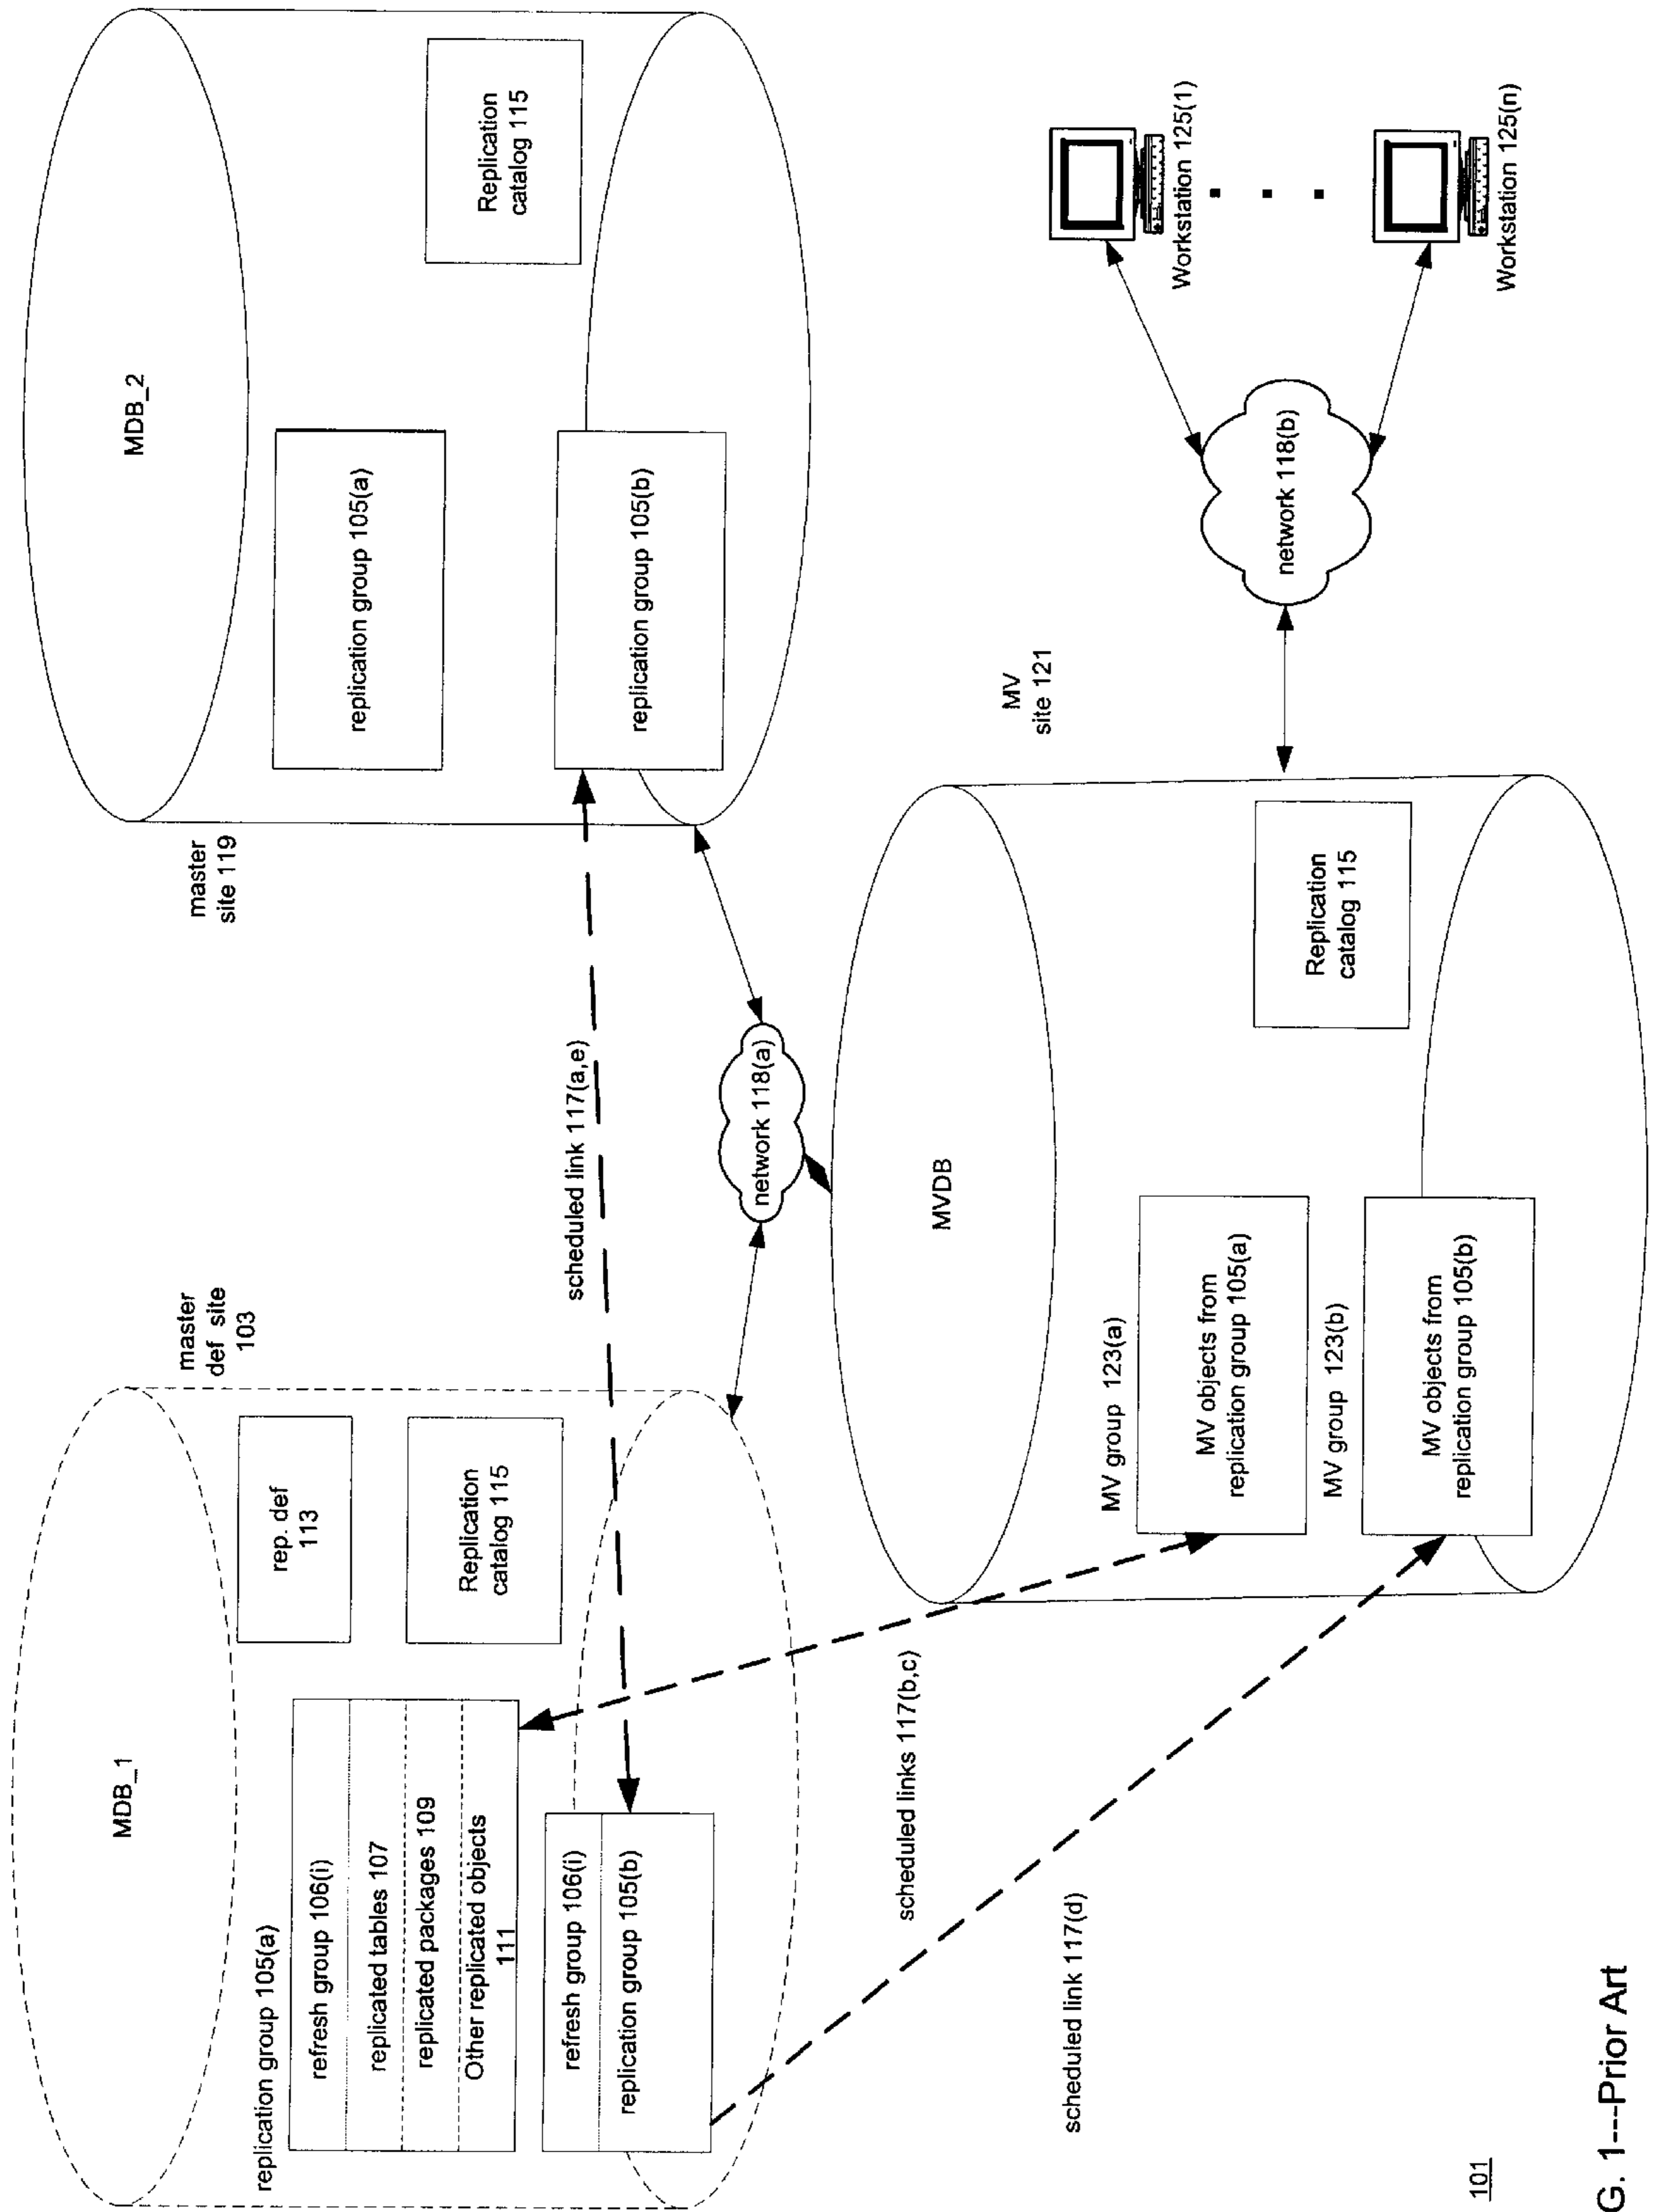 MDB_1
master
def site
103
replication group 105(a)
refresh group 106(i)
replicated tables 107
replicated packages 109
Other replicated objects
111
rep. def
113
Replication
catalog 115
refresh group 106(i)
replication group 105(b)
MDB_2
master
site 119
replication group 105(a)
replication group 105(b)
Replication
catalog 115
scheduled link 117(a,e)
network 118(a)
scheduled links 117(b,c)
scheduled link 117(d)
MVDB
MV
site 121
MV group 123(a)
MV objects from
replication group 105(a)
MV group 123(b)
MV objects from
replication group 105(b)
Replication
catalog 115
network 118(b)
Workstation 125(1)
Workstation 125(n)
101
G. 1---Prior Art